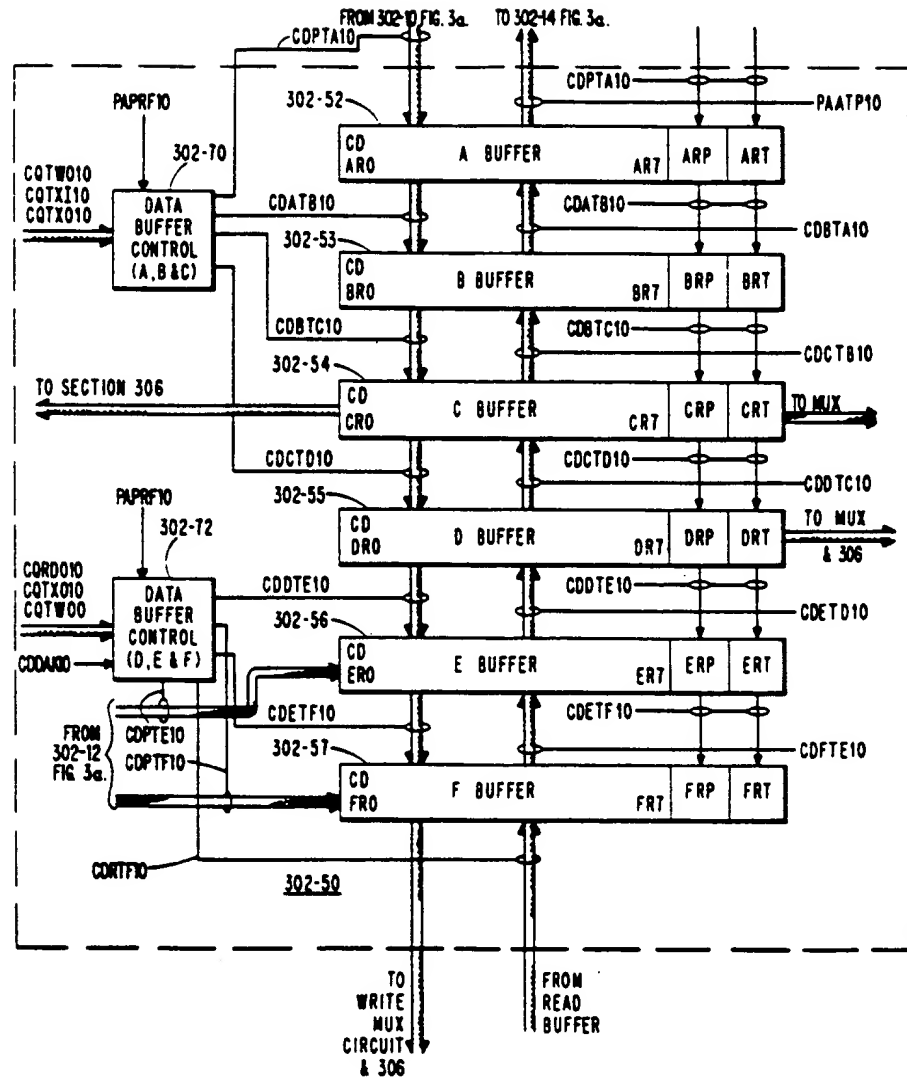 FROM 302-10 FIG. 3a.
TO 302-14 FIG. 3a.
CDPTA10
CDPTA10
PAATP10
302-52
PAPRF10
302-70
CD
AR0
A BUFFER
AR7
ARP
ART
CQTW010
CQTXI10
CQTX010
DATA
BUFFER
CONTROL
(A,B&C)
CDATB10
CDATB10
CDBTA10
302-53
CD
BR0
B BUFFER
BR7
BRP
BRT
CDBTC10
CDBTC10
CDCTB10
302-54
TO SECTION 306
CD
CR0
C BUFFER
CR7
CRP
CRT
TO MUX
CDCTD10
CDCTD10
CDDTC10
302-55
PAPRF10
302-72
CD
DR0
D BUFFER
DR7
DRP
DRT
TO MUX
& 306
CQRD010
CQTX010
CQTW00
CDDAK10
DATA
BUFFER
CONTROL
(D,E & F)
CDDTE10
CDDTE10
CDETD10
302-56
CD
ER0
E BUFFER
ER7
ERP
ERT
FROM
302-12
FIG. 3a.
CDPTE10
CDETF10
CDETF10
CDFTE10
CDPTF10
302-57
CD
FR0
F BUFFER
FR7
FRP
FRT
CDRTF10
302-50
TO
WRITE
MUX
CIRCUIT
& 306
FROM
READ
BUFFER